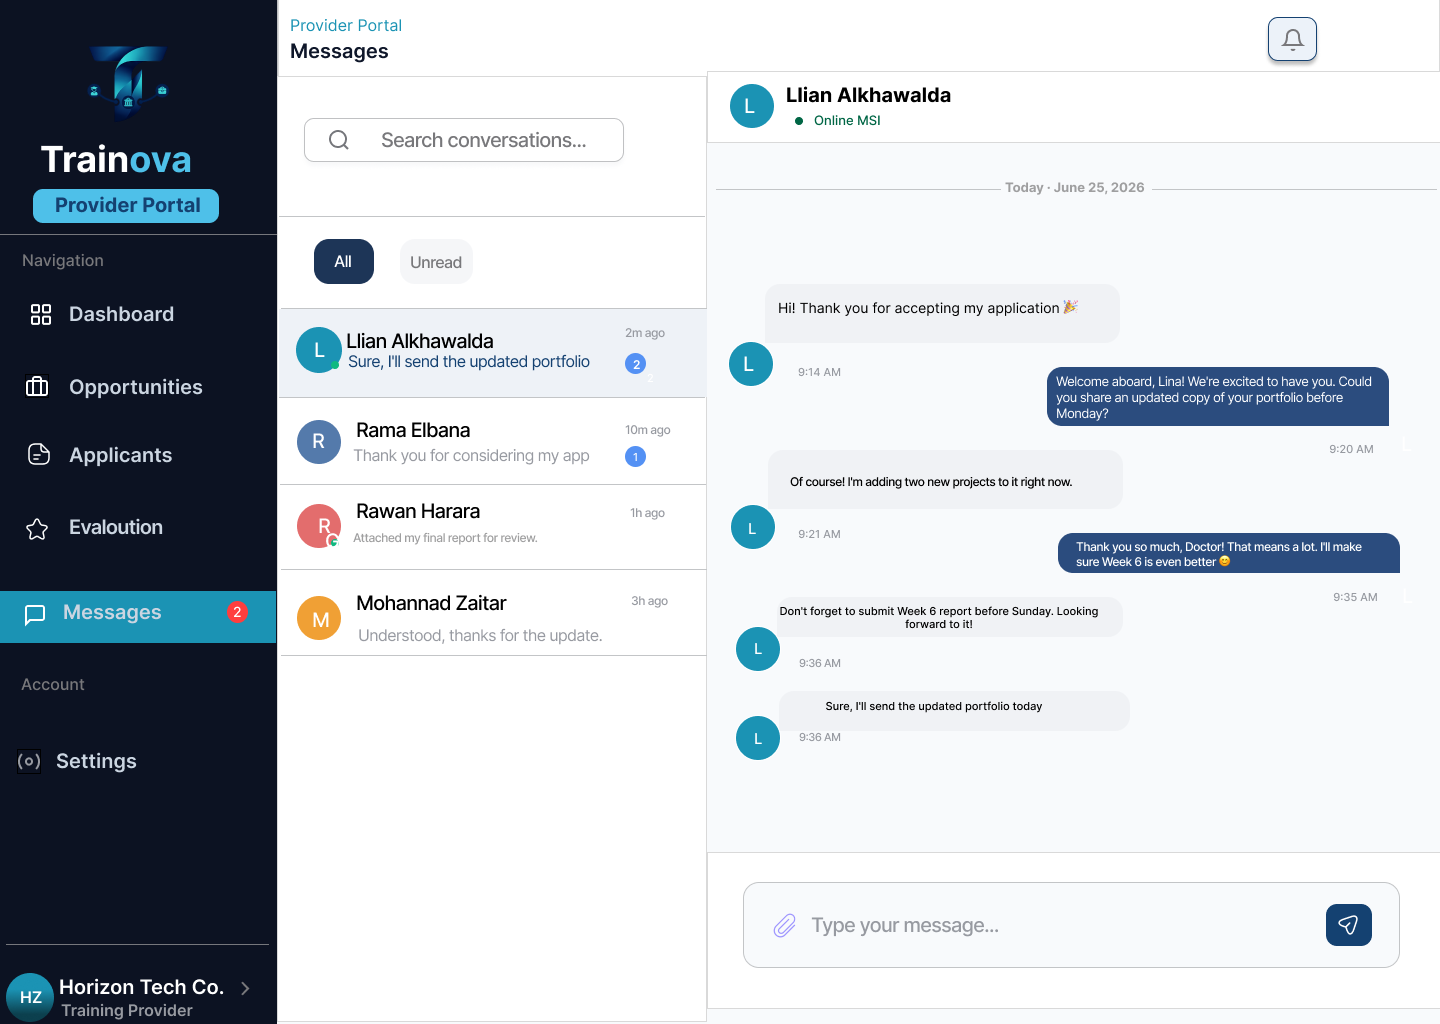 Trainova
Provider Portal
Navigation
Dashboard
Opportunities
Applicants
Evaloution
Messages
2
Account
Settings
HZ
Horizon Tech Co.
Training Provider
Provider Portal
Messages
Search conversations...
All
Unread
L
Llian Alkhawalda
2m ago
Sure, I'll send the updated portfolio
2
2
R
Rama Elbana
10m ago
Thank you for considering my app
1
R
Rawan Harara
1h ago
Attached my final report for review.
M
Mohannad Zaitar
3h ago
Understood, thanks for the update.
L
Llian Alkhawalda
Online MSI
Today · June 25, 2026
Hi! Thank you for accepting my application 🎉
L
9:14 AM
Welcome aboard, Lina! We're excited to have you. Could
you share an updated copy of your portfolio before
Monday?
9:20 AM
L
Of course! I'm adding two new projects to it right now.
L
9:21 AM
Thank you so much, Doctor! That means a lot. I'll make
sure Week 6 is even better 😊
9:35 AM
L
Don't forget to submit Week 6 report before Sunday. Looking
forward to it!
L
9:36 AM
Sure, I'll send the updated portfolio today
L
9:36 AM
Type your message...